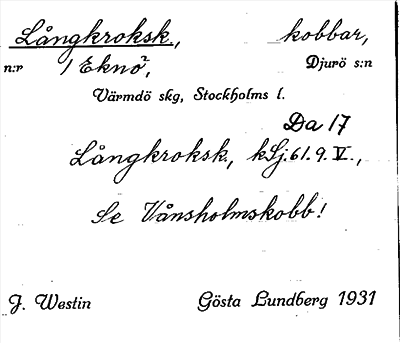 Långkroksk., kobbar,
n:r 1 Eknö², Djurö s:n
Värmdö skg, Stockholms l.
Da 17
Långkroksk., kSj. 61. 9. V.,
Se Vånsholmskobb!
J. Westin Gösta Lundberg 1931